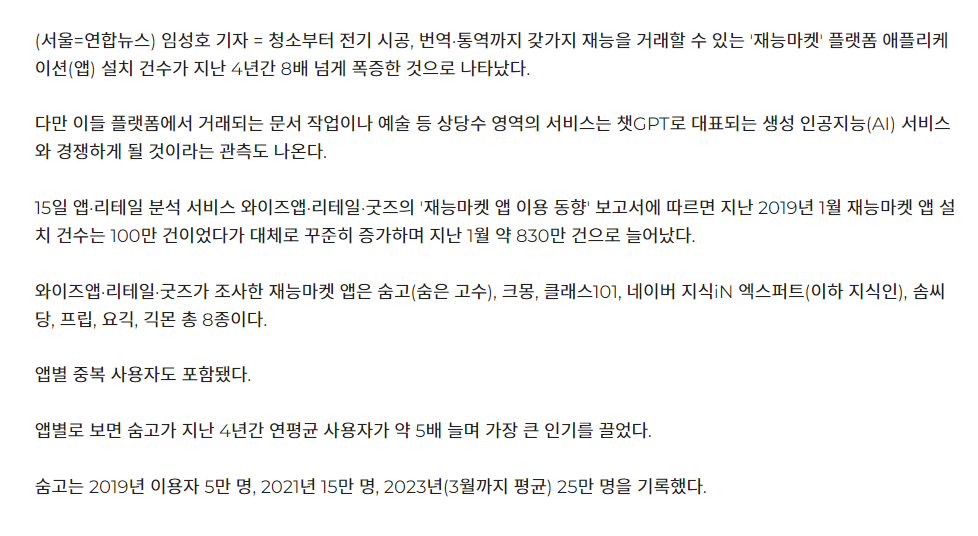 (서울=연합뉴스) 임성호 기자 = 청소부터 전기 시공, 번역·통역까지 갖가지 재능을 거래할 수 있는 '재능마켓' 플랫폼 애플리케
이션(앱) 설치 건수가 지난 4년간 8배 넘게 폭증한 것으로 나타났다.
다만 이들 플랫폼에서 거래되는 문서 작업이나 예술 등 상당수 영역의 서비스는 챗GPT로 대표되는 생성 인공지능(AI) 서비스
와 경쟁하게 될 것이라는 관측도 나온다.
15일 앱·리테일 분석 서비스 와이즈앱·리테일·굿즈의 '재능마켓 앱 이용 동향' 보고서에 따르면 지난 2019년 1월 재능마켓 앱 설
치 건수는 100만 건이었다가 대체로 꾸준히 증가하며 지난 1월 약 830만 건으로 늘어났다.
와이즈앱·리테일·굿즈가 조사한 재능마켓 앱은 숨고(숨은 고수), 크몽, 클래스101, 네이버 지식iN 엑스퍼트(이하 지식인), 솜씨
당, 프립, 요긱, 긱몬 총 8종이다.
앱별 중복 사용자도 포함됐다.
앱별로 보면 숨고가 지난 4년간 연평균 사용자가 약 5배 늘며 가장 큰 인기를 끌었다.
숨고는 2019년 이용자 5만 명, 2021년 15만 명, 2023년(3월까지 평균) 25만 명을 기록했다.